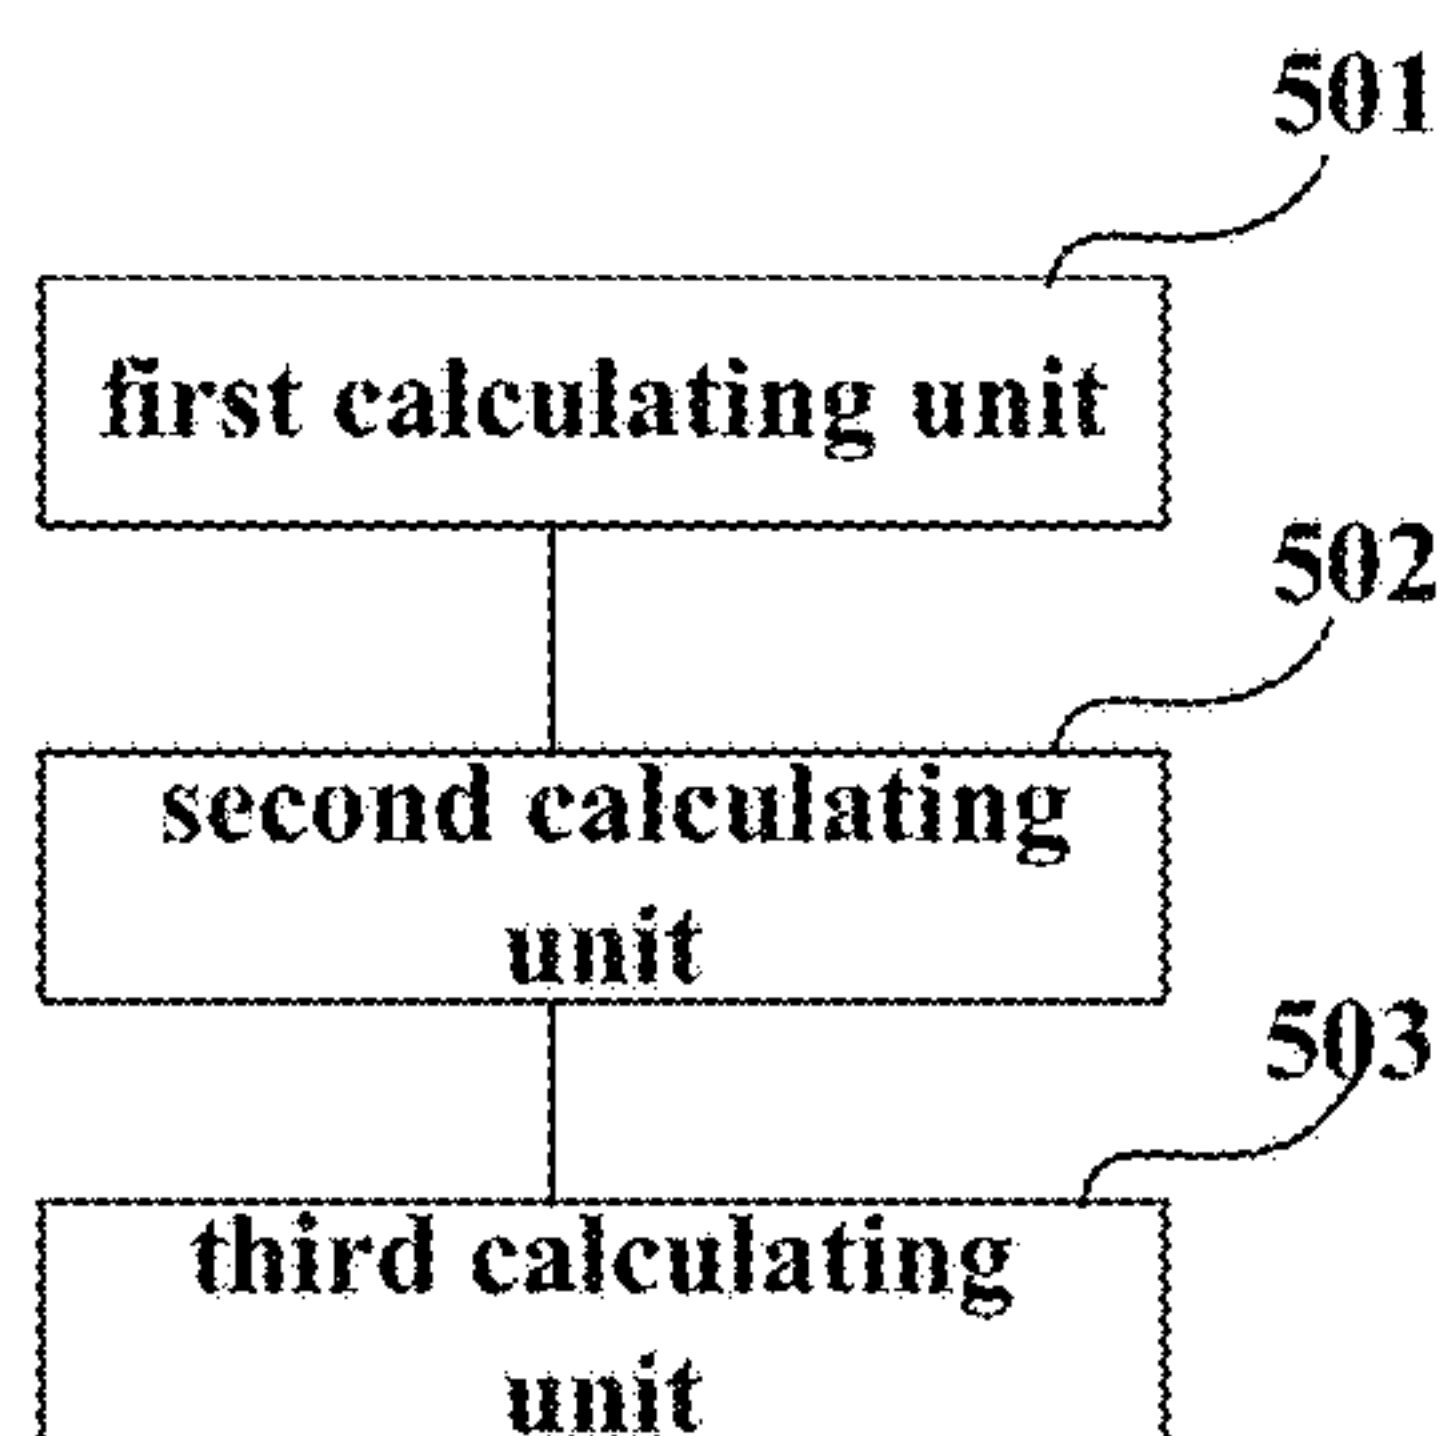 501
first calculating unit
502
second calculating
unit
503
third calculating
unit